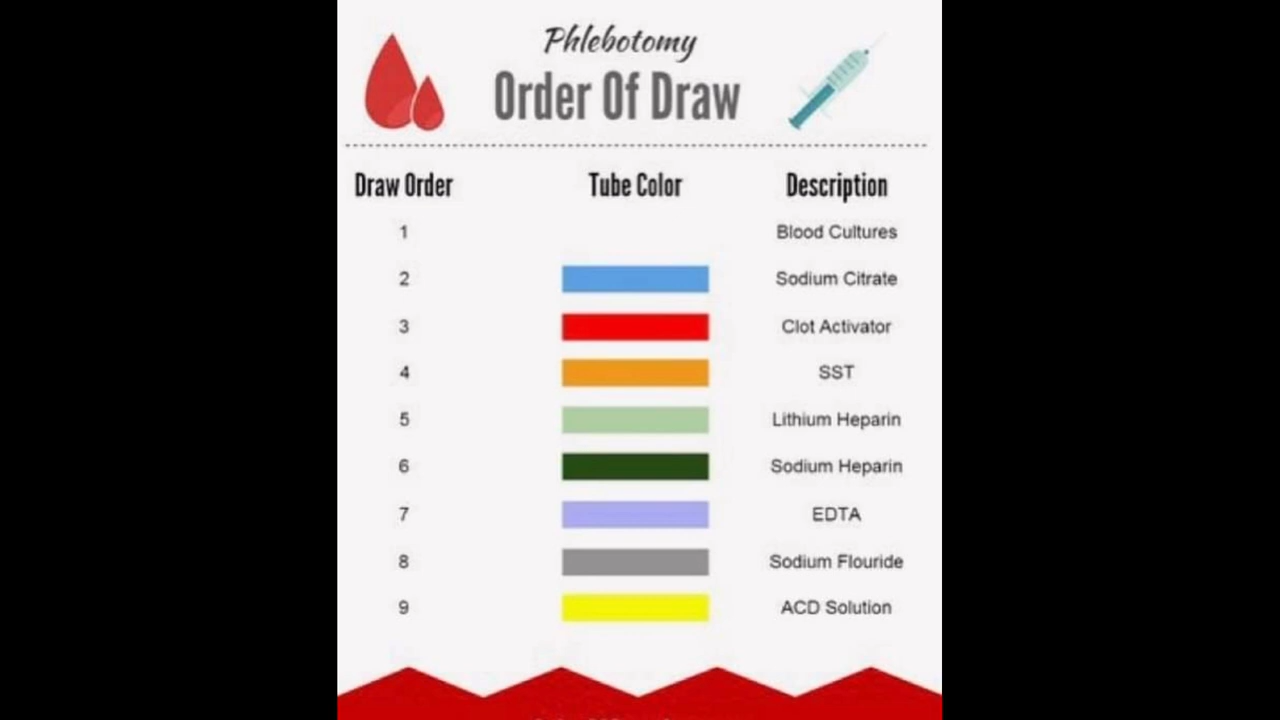 Phlebotomy
Order Of Draw
Draw Order Tube Color Description
1 Blood Cultures
2 Sodium Citrate
3 Clot Activator
4 SST
5 Lithium Heparin
6 Sodium Heparin
7 EDTA
8 Sodium Flouride
9 ACD Solution